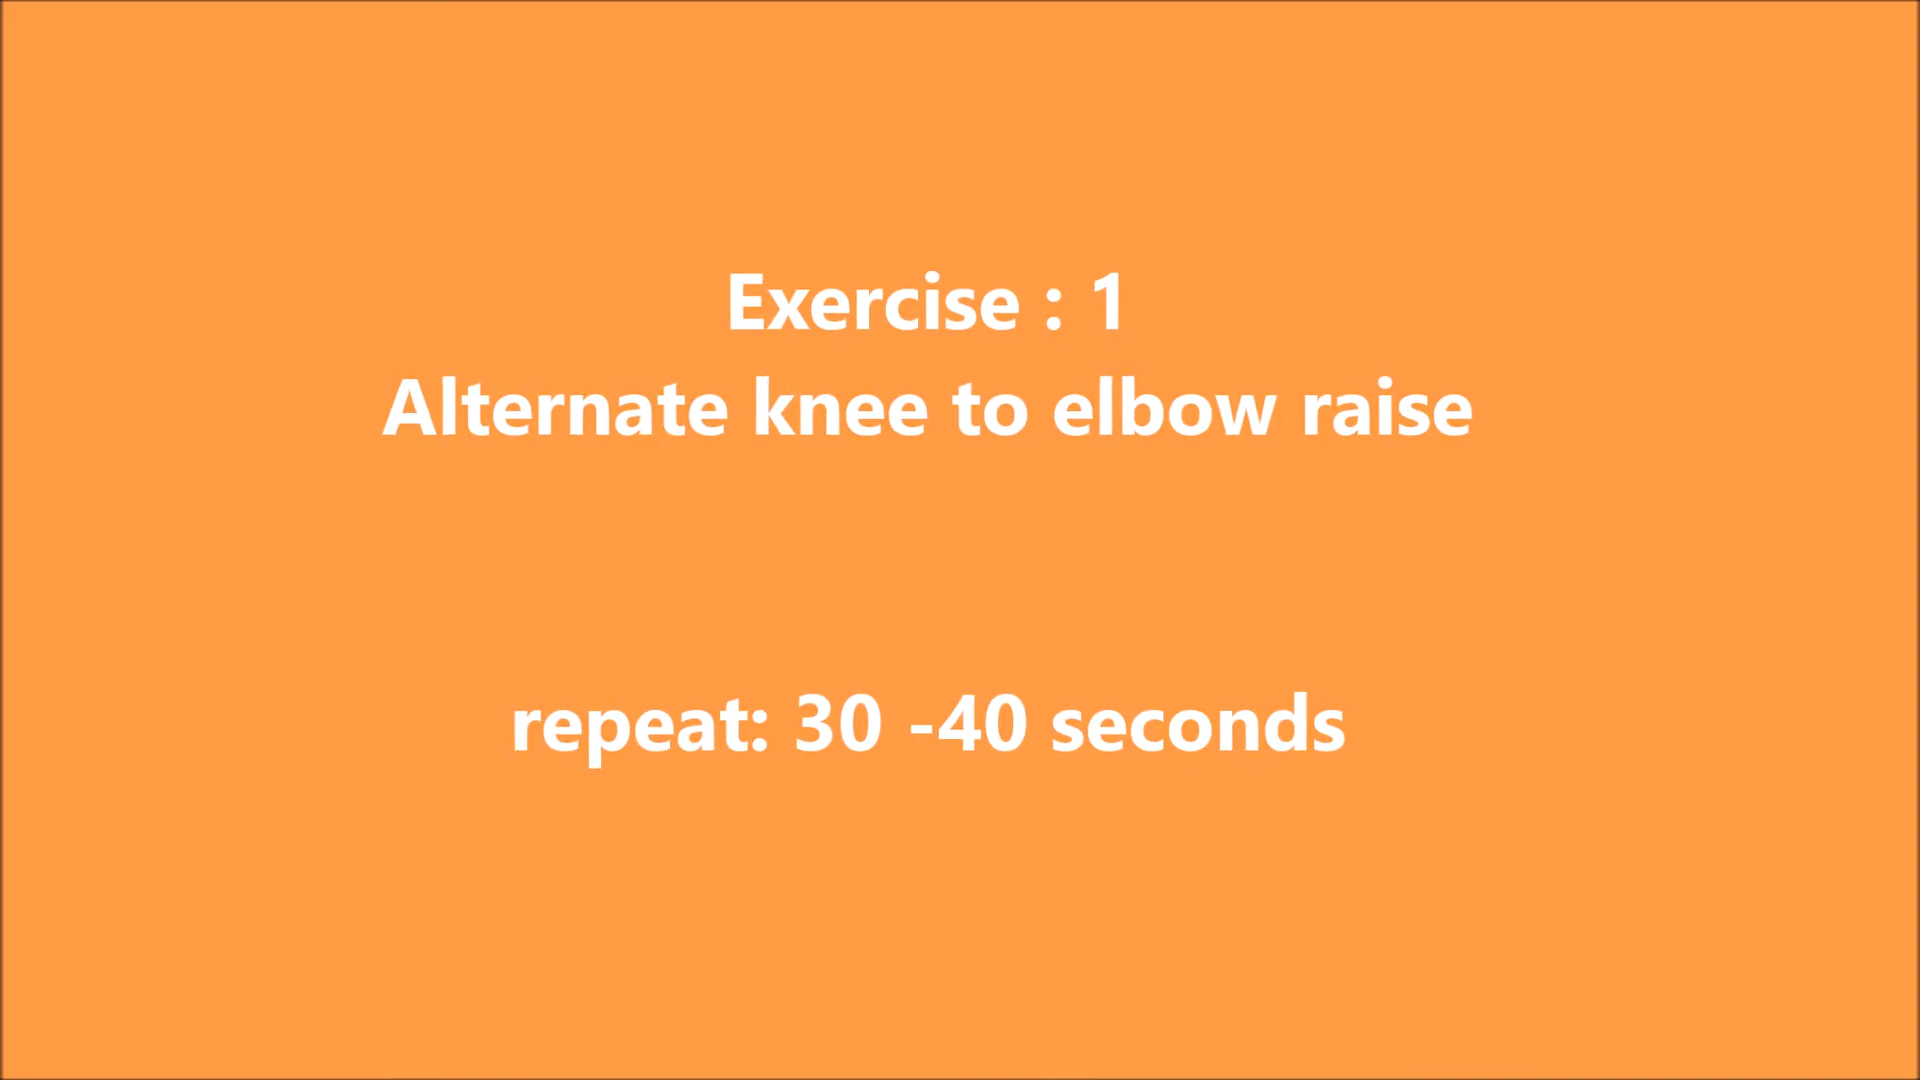 Exercise : 1
Alternate knee to elbow raise
repeat: 30 -40 seconds